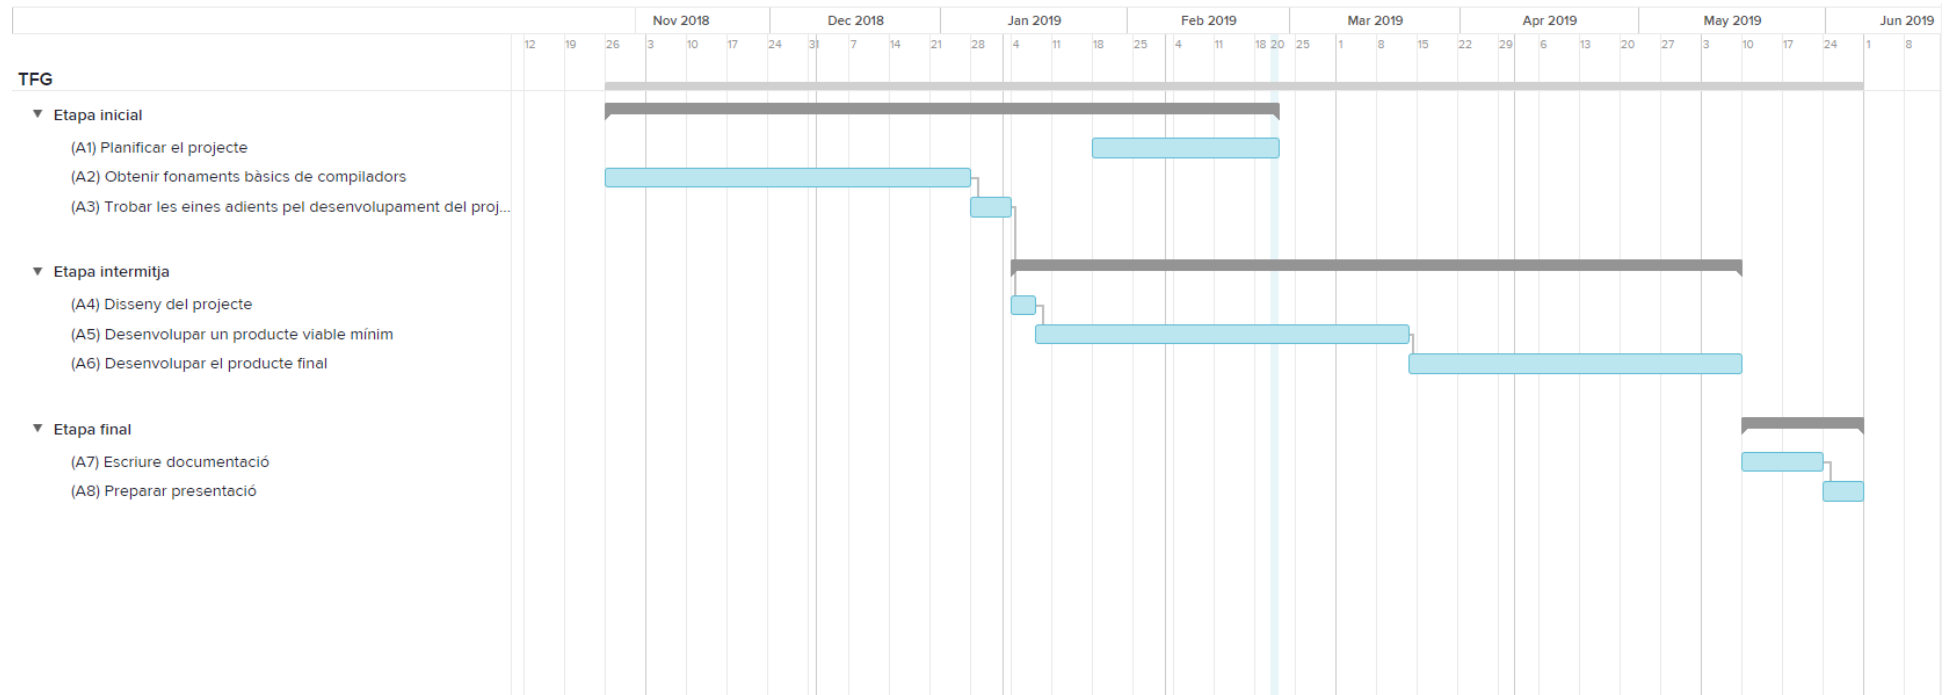 Nov 2018 Dec 2018 Jan 2019 Feb 2019 Mar 2019 Apr 2019 May 2019 Jun 2019
12 19 26 3 10 17 24 31 7 14 21 28 4 11 18 25 4 11 18 20 25 1 8 15 22 29 6 13 20 27 3 10 17 24 1 8
TFG
Etapa inicial
(A1) Planificar el projecte
(A2) Obtenir fonaments bàsics de compiladors
(A3) Trobar les eines adients pel desenvolupament del proj...
Etapa intermitja
(A4) Disseny del projecte
(A5) Desenvolupar un producte viable mínim
(A6) Desenvolupar el producte final
Etapa final
(A7) Escriure documentació
(A8) Preparar presentació